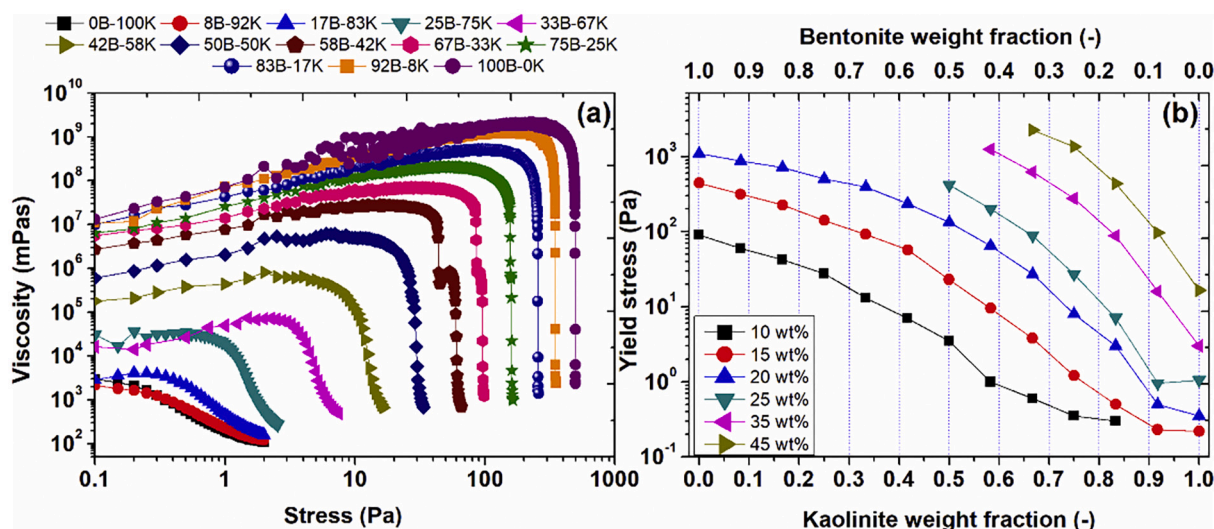 0B-100K 8B-92K 17B-83K 25B-75K 33B-67K
42B-58K 50B-50K 58B-42K 67B-33K 75B-25K
83B-17K 92B-8K 100B-0K
(a)
Viscosity (mPas)
10^10
10^9
10^8
10^7
10^6
10^5
10^4
10^3
10^2
0.1 1 10 100 1000
Stress (Pa)
Bentonite weight fraction (-)
1.0 0.9 0.8 0.7 0.6 0.5 0.4 0.3 0.2 0.1 0.0
(b)
Yield stress (Pa)
10^3
10^2
10^1
10^0
10^-1
10 wt%
15 wt%
20 wt%
25 wt%
35 wt%
45 wt%
0.0 0.1 0.2 0.3 0.4 0.5 0.6 0.7 0.8 0.9 1.0
Kaolinite weight fraction (-)